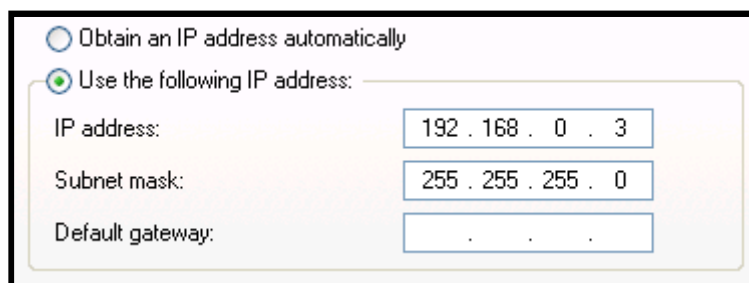 Obtain an IP address automatically
Use the following IP address:
IP address: 192 . 168 . 0 . 3
Subnet mask: 255 . 255 . 255 . 0
Default gateway: . . .